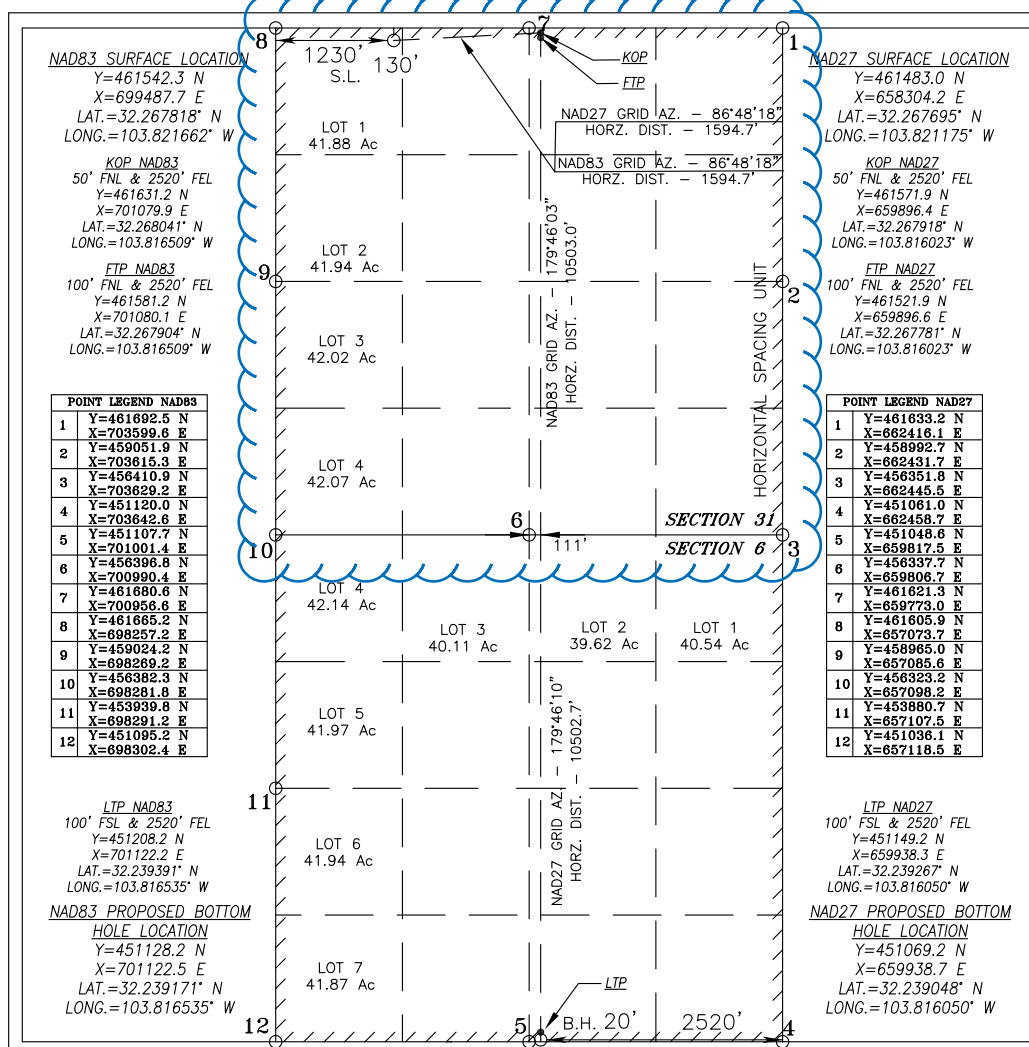 8
7
1
1230'
130'
S.L.
KOP
FTP
NAD83 SURFACE LOCATION
Y=461542.3 N
X=699487.7 E
LAT.=32.267818° N
LONG.=103.821662° W
KOP NAD83
50' FNL & 2520' FEL
Y=461631.2 N
X=701079.9 E
LAT.=32.268041° N
LONG.=103.816509° W
FTP NAD83
100' FNL & 2520' FEL
Y=461581.2 N
X=701080.1 E
LAT.=32.267904° N
LONG.=103.816509° W
POINT LEGEND NAD83
1 Y=461692.5 N
X=703599.6 E
2 Y=459051.9 N
X=703615.3 E
3 Y=456410.9 N
X=703629.2 E
4 Y=451120.0 N
X=703642.6 E
5 Y=451107.7 N
X=701001.4 E
6 Y=456396.8 N
X=700990.4 E
7 Y=461680.6 N
X=700956.6 E
8 Y=461665.2 N
X=698257.2 E
9 Y=459024.2 N
X=698269.2 E
10 Y=456382.3 N
X=698281.8 E
11 Y=453939.8 N
X=698291.2 E
12 Y=451095.2 N
X=698302.4 E
LTP NAD83
100' FSL & 2520' FEL
Y=451208.2 N
X=701122.2 E
LAT.=32.239391° N
LONG.=103.816535° W
NAD83 PROPOSED BOTTOM
HOLE LOCATION
Y=451128.2 N
X=701122.5 E
LAT.=32.239171° N
LONG.=103.816535° W
NAD27 GRID AZ. - 86°48'18"
HORZ. DIST. - 1594.7'
NAD83 GRID AZ. - 86°48'18"
HORZ. DIST. - 1594.7'
LOT 1
41.88 Ac
LOT 2
41.94 Ac
9
2
LOT 3
42.02 Ac
LOT 4
42.07 Ac
NAD83 GRID AZ. - 179°46'03"
HORZ. DIST. - 10503.0'
HORIZONTAL SPACING UNIT
SECTION 31
10
6
3
111'
SECTION 6
LOT 4
42.14 Ac
LOT 3
40.11 Ac
LOT 2
39.62 Ac
LOT 1
40.54 Ac
LOT 5
41.97 Ac
11
LOT 6
41.94 Ac
NAD27 GRID AZ. - 179°46'10"
HORZ. DIST. - 10502.7'
LOT 7
41.87 Ac
LTP
12
5
B.H. 20'
2520'
4
NAD27 SURFACE LOCATION
Y=461483.0 N
X=658304.2 E
LAT.=32.267695° N
LONG.=103.821175° W
KOP NAD27
50' FNL & 2520' FEL
Y=461571.9 N
X=659896.4 E
LAT.=32.267918° N
LONG.=103.816023° W
FTP NAD27
100' FNL & 2520' FEL
Y=461521.9 N
X=659896.6 E
LAT.=32.267781° N
LONG.=103.816023° W
POINT LEGEND NAD27
1 Y=461633.2 N
X=662416.1 E
2 Y=458992.7 N
X=662431.7 E
3 Y=456351.8 N
X=662445.5 E
4 Y=451061.0 N
X=662458.7 E
5 Y=451048.6 N
X=659817.5 E
6 Y=456337.7 N
X=659806.7 E
7 Y=461621.3 N
X=659773.0 E
8 Y=461605.9 N
X=657073.7 E
9 Y=458965.0 N
X=657085.6 E
10 Y=456323.2 N
X=657098.2 E
11 Y=453880.7 N
X=657107.5 E
12 Y=451036.1 N
X=657118.5 E
LTP NAD27
100' FSL & 2520' FEL
Y=451149.2 N
X=659938.3 E
LAT.=32.239267° N
LONG.=103.816050° W
NAD27 PROPOSED BOTTOM
HOLE LOCATION
Y=451069.2 N
X=659938.7 E
LAT.=32.239048° N
LONG.=103.816050° W